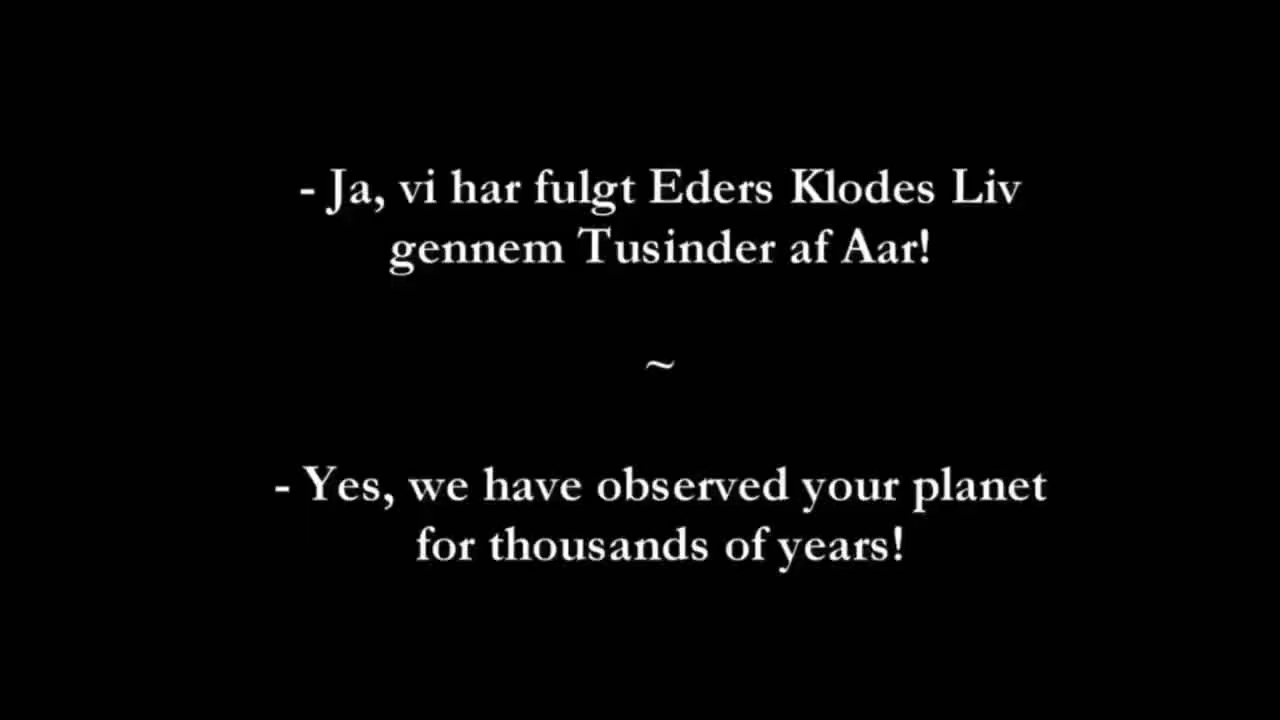 - Ja, vi har fulgt Eders Klodes Liv
gennem Tusinder af Aar!
~
- Yes, we have observed your planet
for thousands of years!